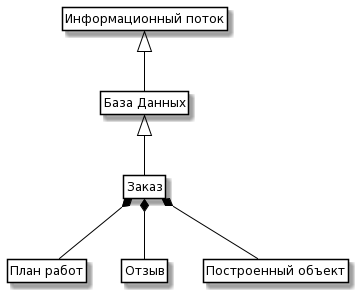 Информационный поток
База Данных
Заказ
План работ
Отзыв
Построенный объект